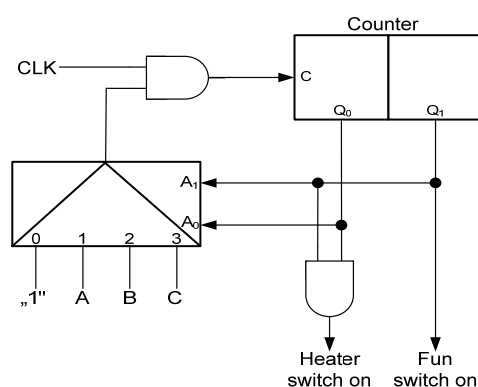 Counter
CLK
C
Q0
Q1
A1
A0
0 1 2 3
„1" A B C
Heater
switch on
Fun
switch on